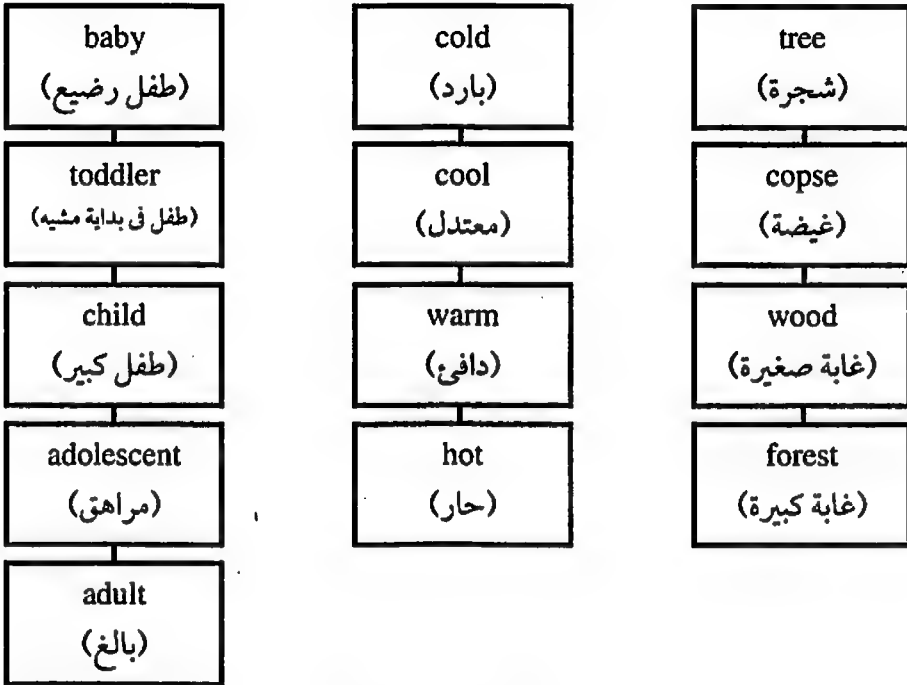 baby
(طفل رضيع)
toddler
(طفل فى بداية مشيه)
child
(طفل كبير)
adolescent
(مراهق)
adult
(بالغ)
cold
(بارد)
cool
(معتدل)
warm
(دافئ)
hot
(حار)
tree
(شجرة)
copse
(غيضة)
wood
(غابة صغيرة)
forest
(غابة كبيرة)